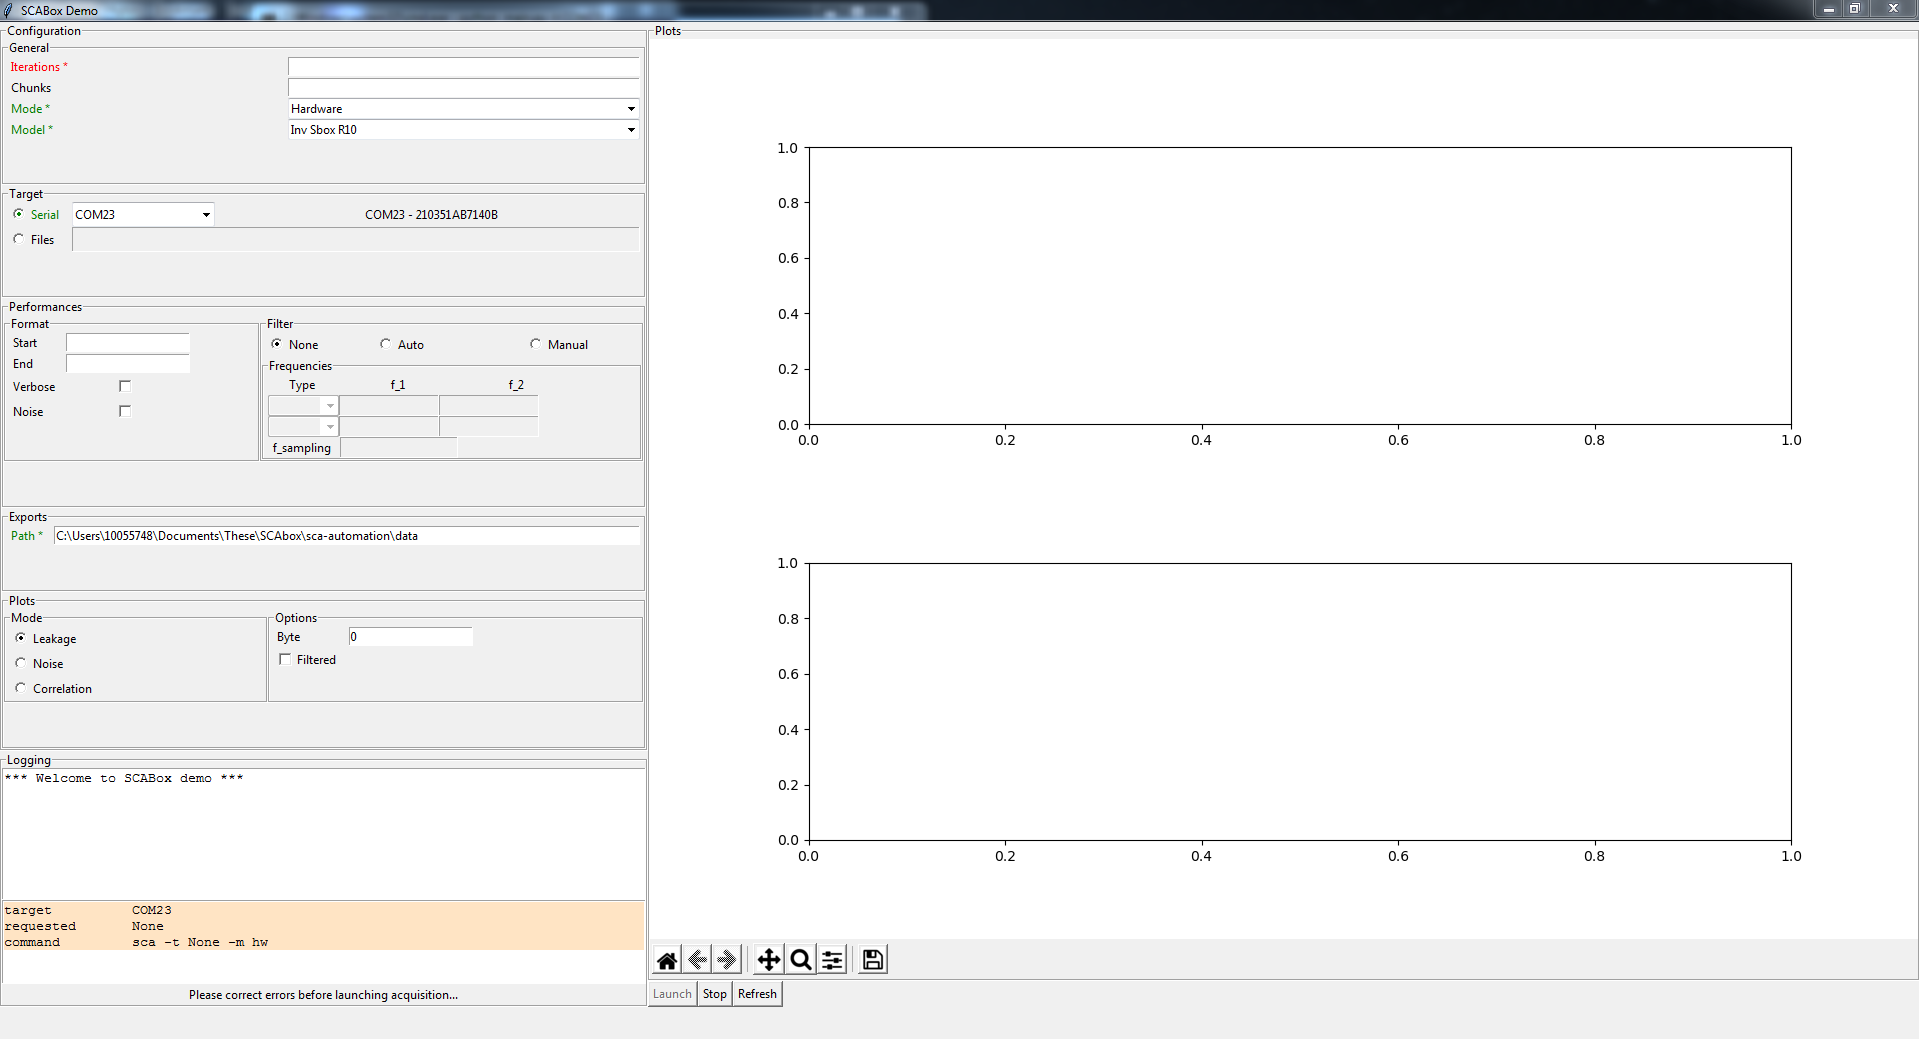 SCABox Demo
Configuration
General
Iterations *
Chunks
Mode * Hardware
Model * Inv Sbox R10
Target
Serial COM23 COM23 - 210351AB7140B
Files
Performances
Format
Start
End
Verbose
Noise
Filter
None Auto Manual
Frequencies
Type f_1 f_2
f_sampling
Exports
Path * C:\Users\10055748\Documents\These\SCAbox\sca-automation\data
Plots
Mode
Leakage
Noise
Correlation
Options
Byte 0
Filtered
Logging
*** Welcome to SCABox demo ***
target COM23
requested None
command sca -t None -m hw
Please correct errors before launching acquisition...
Plots
1.0
0.8
0.6
0.4
0.2
0.0
0.0 0.2 0.4 0.6 0.8 1.0
1.0
0.8
0.6
0.4
0.2
0.0
0.0 0.2 0.4 0.6 0.8 1.0
Launch Stop Refresh